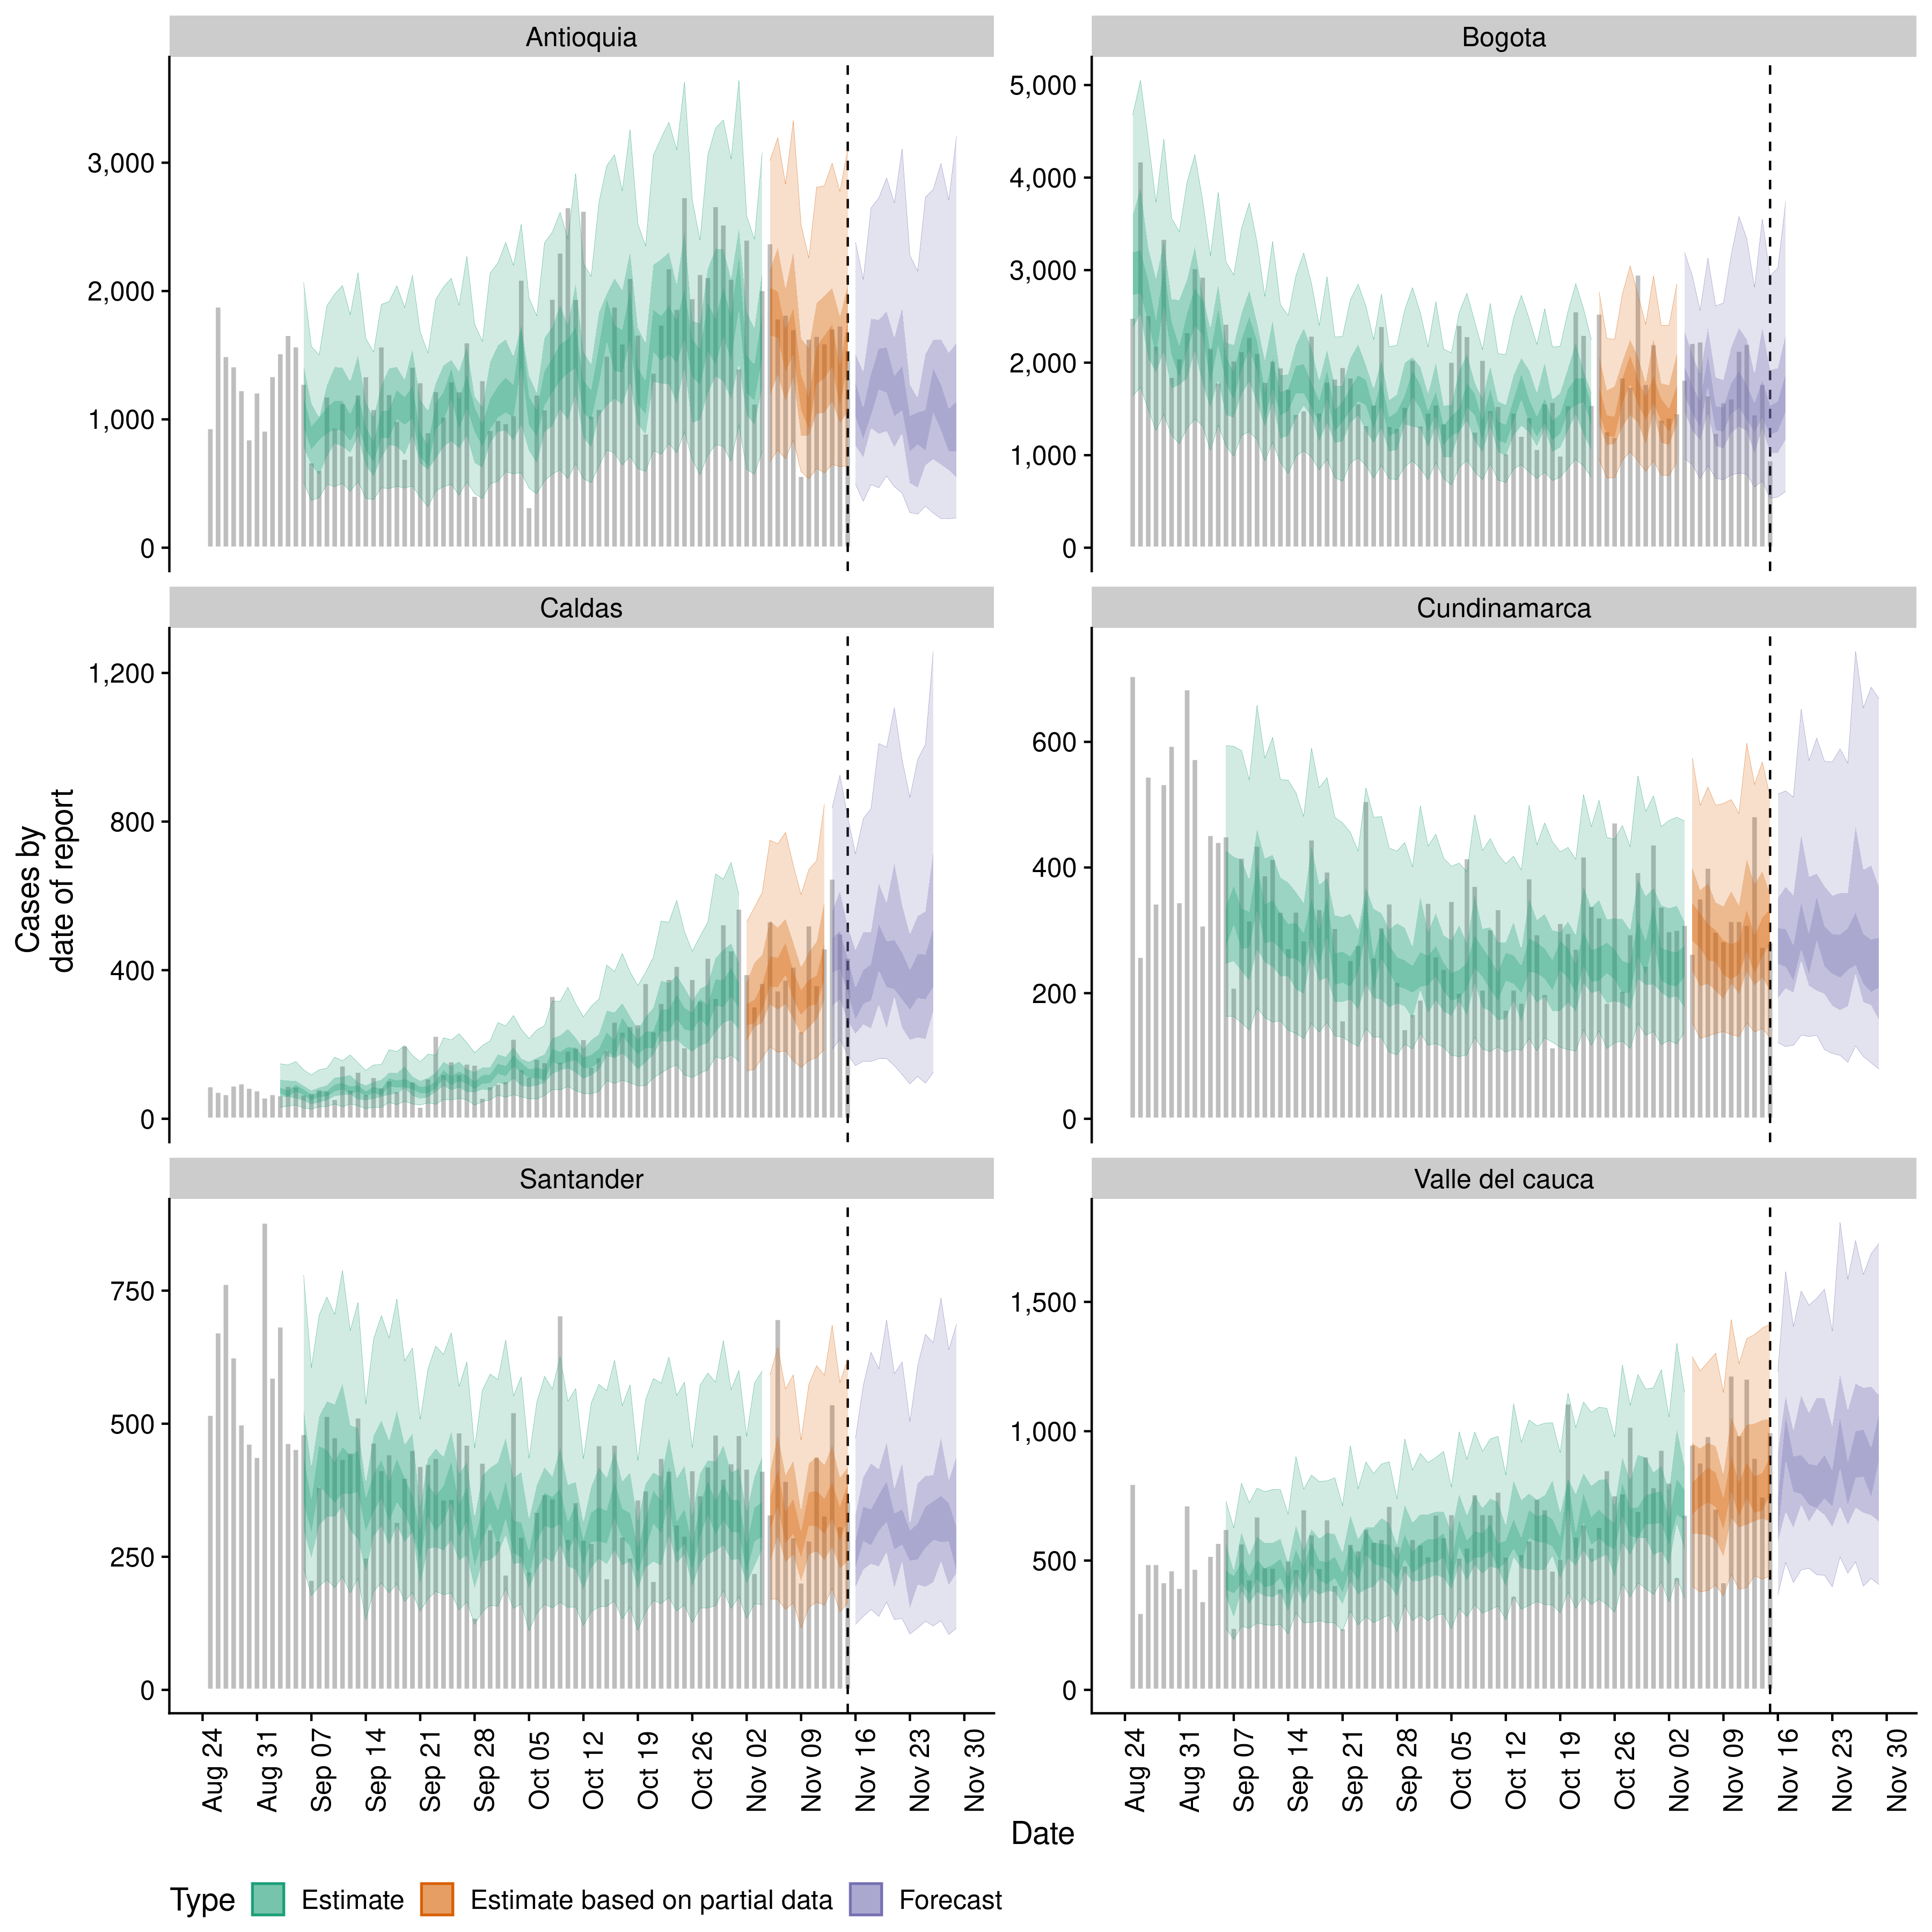 Antioquia
Bogota
3,000
2,000
1,000
0
5,000
4,000
3,000
2,000
1,000
0
Caldas
Cundinamarca
1,200
800
400
0
600
400
200
0
Cases by
date of report
Santander
Valle del cauca
750
500
250
0
1,500
1,000
500
0
Aug 24
Aug 31
Sep 07
Sep 14
Sep 21
Sep 28
Oct 05
Oct 12
Oct 19
Oct 26
Nov 02
Nov 09
Nov 16
Nov 23
Nov 30
Aug 24
Aug 31
Sep 07
Sep 14
Sep 21
Sep 28
Oct 05
Oct 12
Oct 19
Oct 26
Nov 02
Nov 09
Nov 16
Nov 23
Nov 30
Date
Type Estimate Estimate based on partial data Forecast